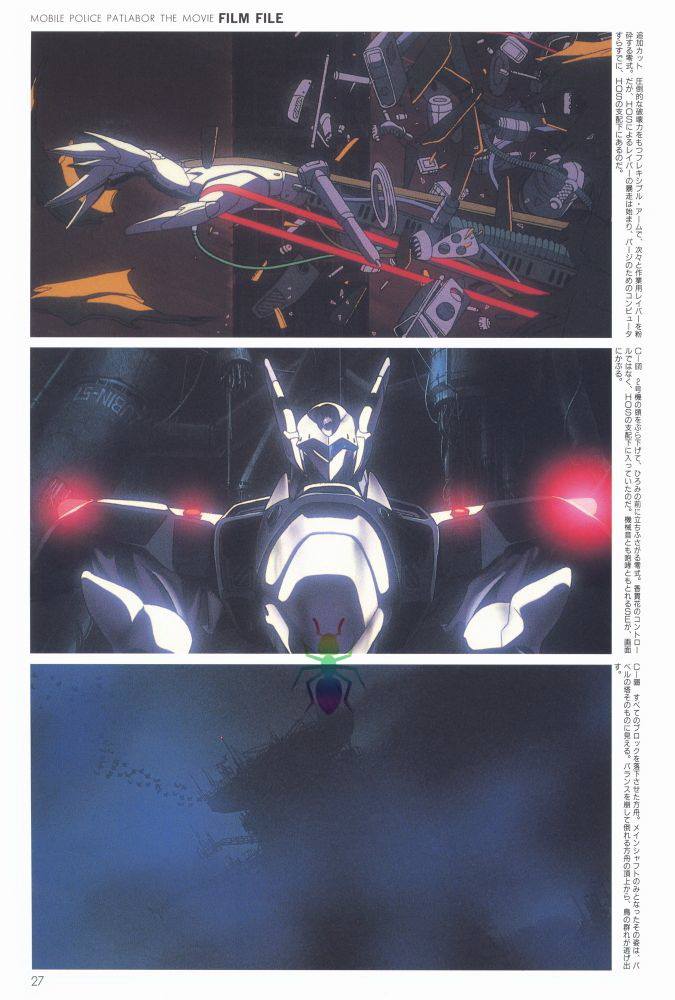 MOBILE POLICE PATLABOR THE MOVIE FILM FILE
追加カット 圧倒的な破壊力をもつフレキシブル・アームで、次々と作業用レイバーを粉
砕する零式。だが、HOSによるレイバーの暴走は始まり、パージのためのコンピュータ
すらすでに、HOSの支配下にあるのだ。
2号機の頭をぶら下げて、ひろみの前に立ちふさがる零式。香貫花のコントロー
ルではなく、HOSの支配下に入っていたのだ。機械音とも咆哮ともとれるSEが、画面
にかぶる。
すべてのブロックを落下させた方舟。メインシャフトのみとなったその姿は、バ
ベルの塔そのものに見える。バランスを崩して倒れる方舟の頂上から、鳥の群れが逃げ出
す。
27